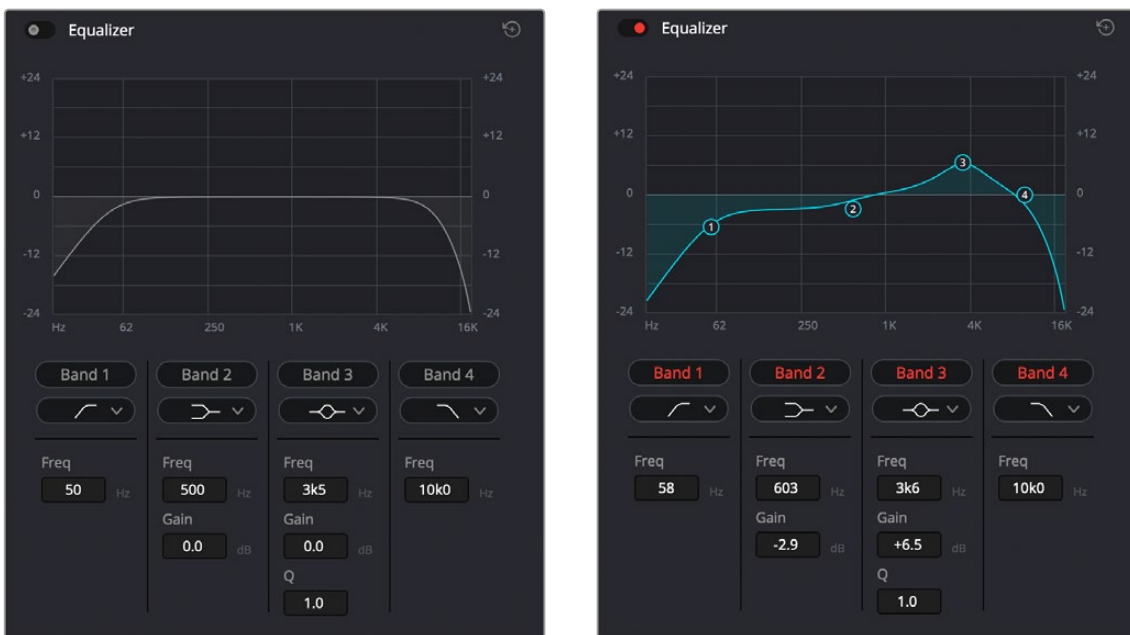 Equalizer
+24 +24
+12 +12
0 0
-12 -12
-24 -24
Hz 62 250 1K 4K 16K
Band 1 Band 2 Band 3 Band 4
Freq Freq Freq Freq
50 Hz 500 Hz 3k5 Hz 10k0 Hz
Gain Gain
0.0 dB 0.0 dB
Q
1.0
Equalizer
+24 +24
+12 +12
0 0
-12 -12
-24 -24
1 2 3 4
Hz 62 250 1K 4K 16K
Band 1 Band 2 Band 3 Band 4
Freq Freq Freq Freq
58 Hz 603 Hz 3k6 Hz 10k0 Hz
Gain Gain
-2.9 dB +6.5 dB
Q
1.0